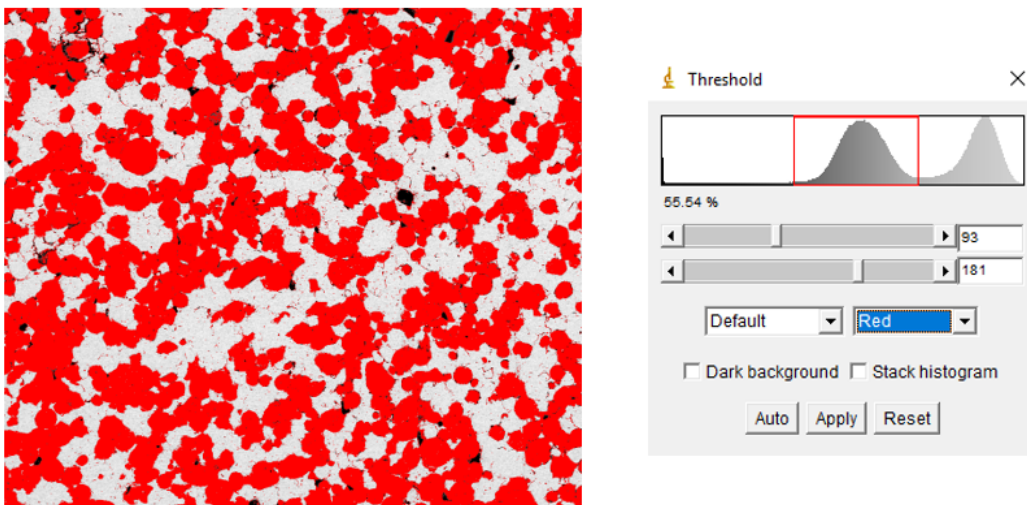 Threshold
55.54 %
93
181
Default Red
Dark background Stack histogram
Auto Apply Reset